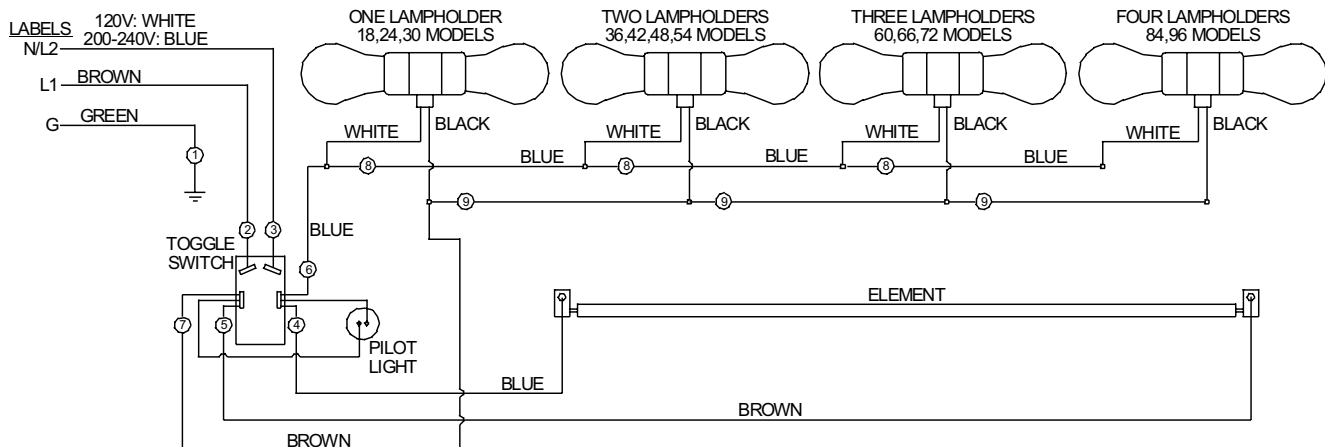 LABELS
120V: WHITE
200-240V: BLUE
N/L2
L1
BROWN
G
GREEN
1
ONE LAMPHOLDER
18,24,30 MODELS
TWO LAMPHOLDERS
36,42,48,54 MODELS
THREE LAMPHOLDERS
60,66,72 MODELS
FOUR LAMPHOLDERS
84,96 MODELS
WHITE
BLACK
WHITE
BLACK
WHITE
BLACK
WHITE
BLACK
8
BLUE
8
BLUE
8
BLUE
9
9
9
2
3
BLUE
TOGGLE
SWITCH
6
7
5
4
PILOT
LIGHT
ELEMENT
BLUE
BROWN
BROWN